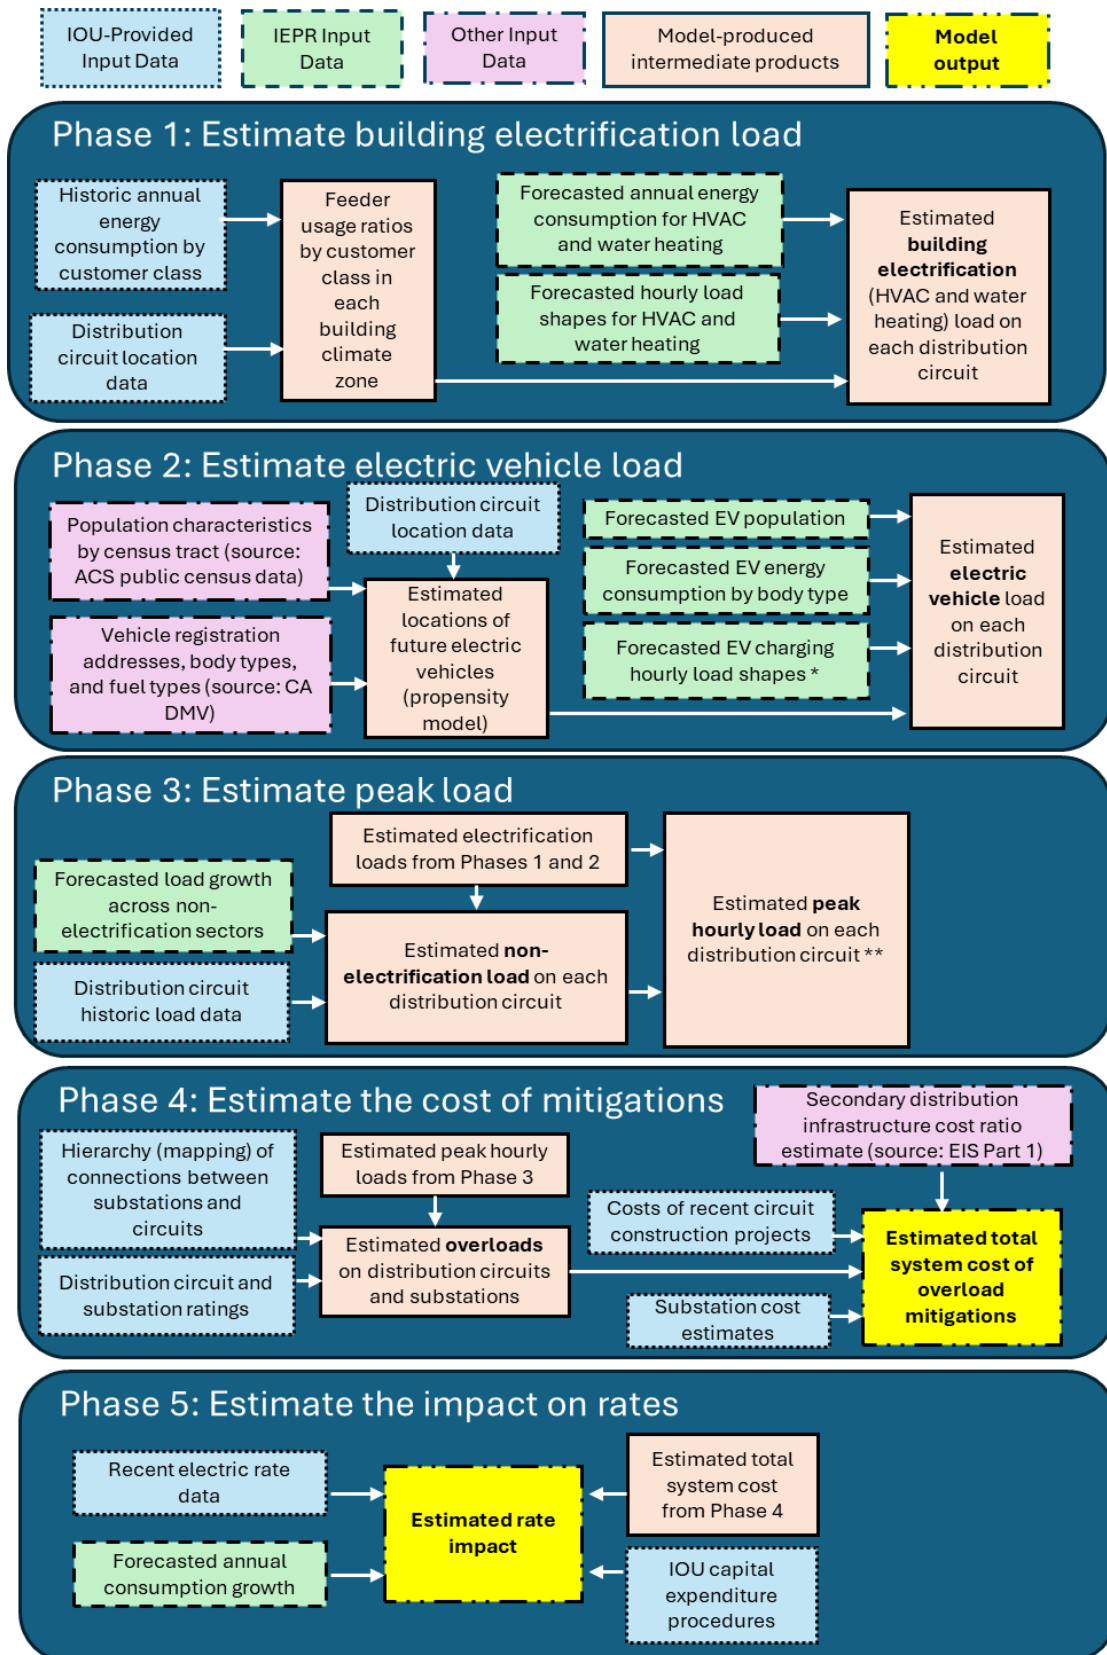 IOU-Provided
Input Data
IEPR Input
Data
Other Input
Data
Model-produced
intermediate products
Model
output
Phase 1: Estimate building electrification load
Historic annual
energy
consumption by
customer class
Distribution
circuit location
data
Feeder
usage ratios
by customer
class in
each
building
climate
zone
Forecasted annual energy
consumption for HVAC
and water heating
Forecasted hourly load
shapes for HVAC and
water heating
Estimated
building
electrification
(HVAC and water
heating) load on
each distribution
circuit
Phase 2: Estimate electric vehicle load
Population characteristics
by census tract (source:
ACS public census data)
Vehicle registration
addresses, body types,
and fuel types (source: CA
DMV)
Distribution circuit
location data
Estimated
locations of
future electric
vehicles
(propensity
model)
Forecasted EV population
Forecasted EV energy
consumption by body type
Forecasted EV charging
hourly load shapes *
Estimated
electric
vehicle load
on each
distribution
circuit
Phase 3: Estimate peak load
Forecasted load growth
across non-
electrification sectors
Distribution circuit
historic load data
Estimated electrification
loads from Phases 1 and 2
Estimated non-
electrification load on each
distribution circuit
Estimated peak
hourly load on each
distribution circuit **
Phase 4: Estimate the cost of mitigations
Hierarchy (mapping) of
connections between
substations and
circuits
Distribution circuit and
substation ratings
Estimated peak hourly
loads from Phase 3
Estimated overloads
on distribution circuits
and substations
Secondary distribution
infrastructure cost ratio
estimate (source: EIS Part 1)
Costs of recent circuit
construction projects
Substation cost
estimates
Estimated total
system cost of
overload
mitigations
Phase 5: Estimate the impact on rates
Recent electric rate
data
Forecasted annual
consumption growth
Estimated rate
impact
Estimated total
system cost
from Phase 4
IOU capital
expenditure
procedures